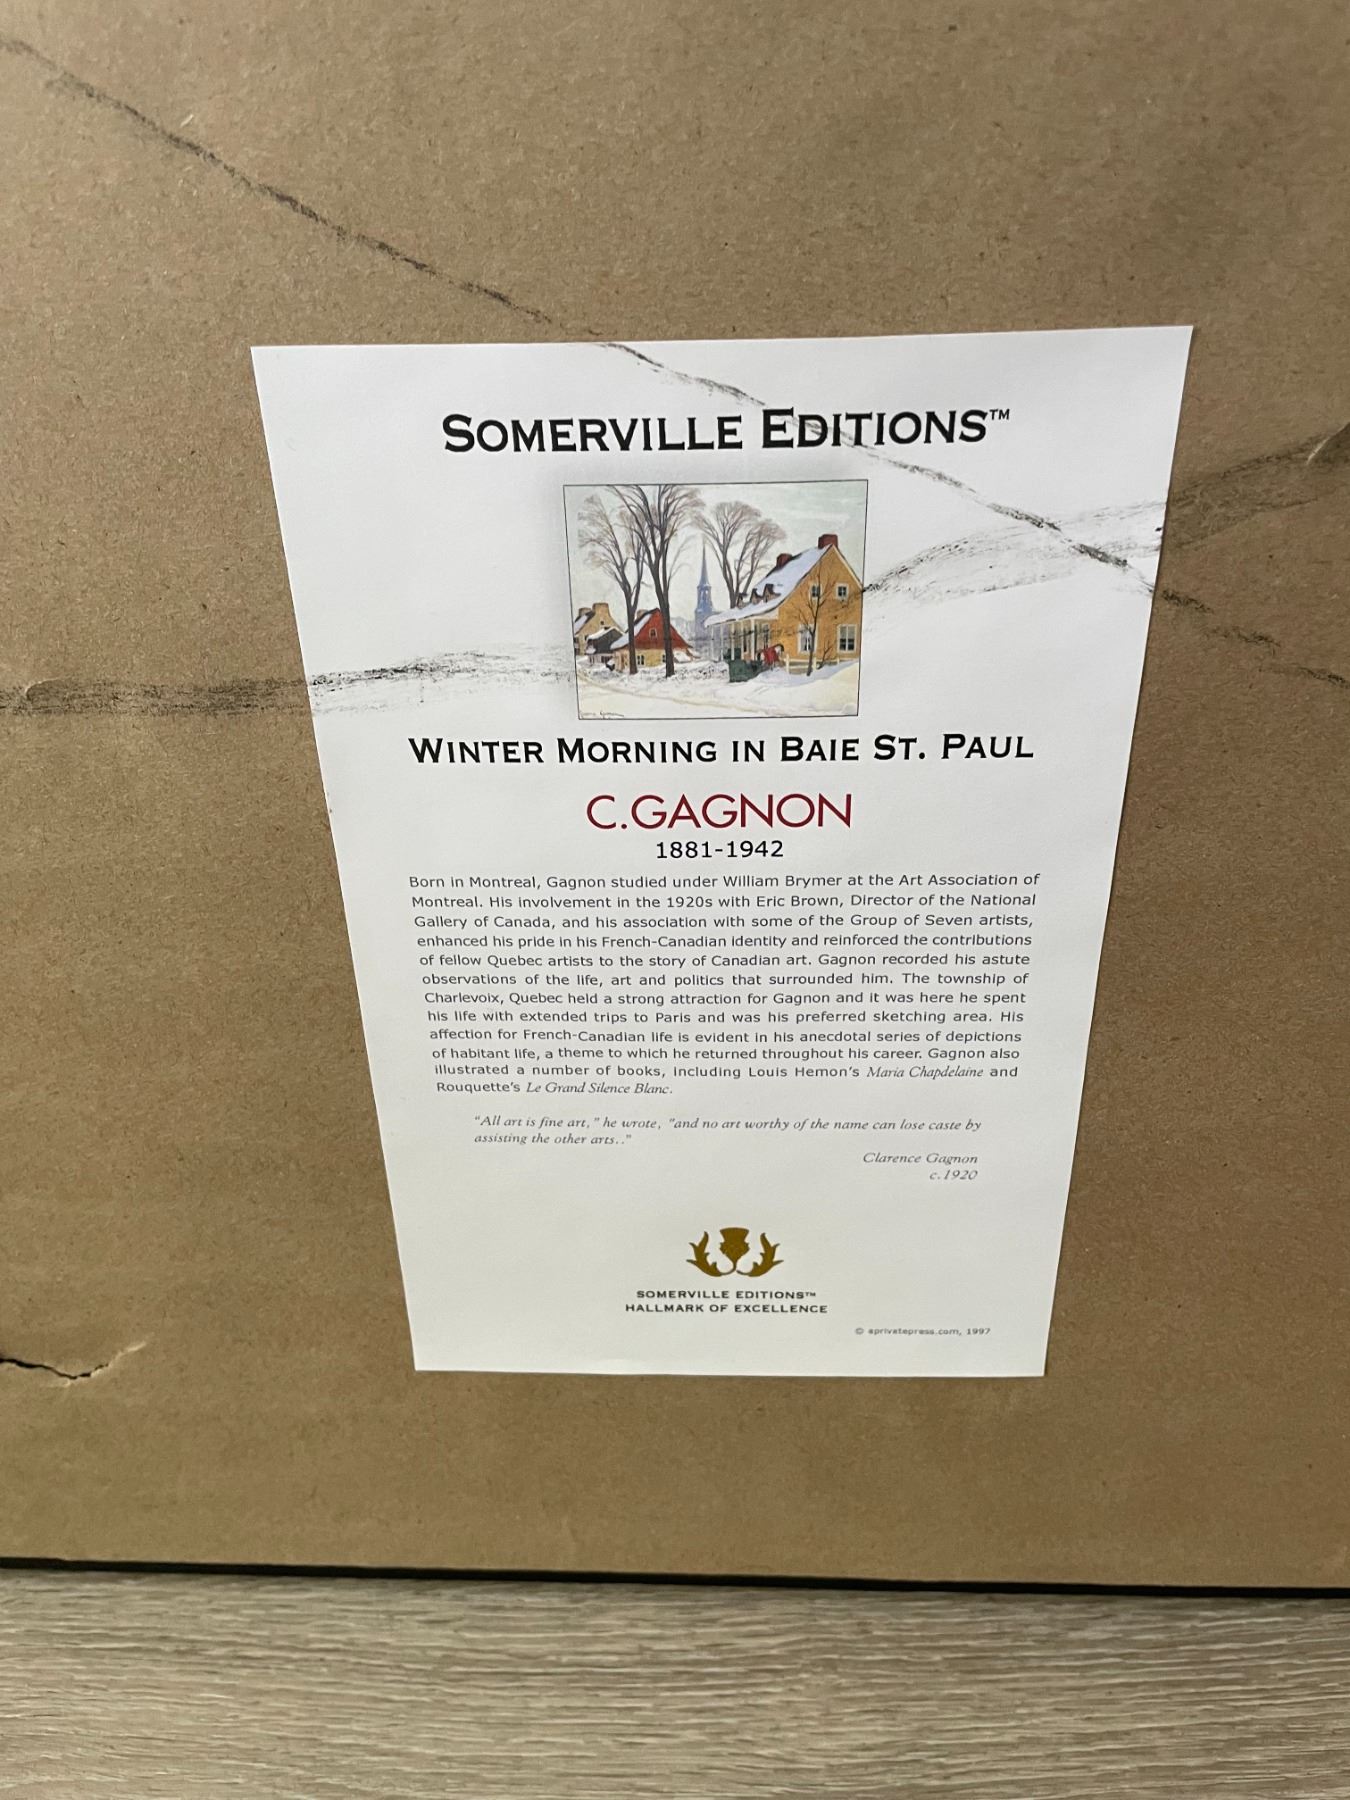 SOMERVILLE EDITIONS™
WINTER MORNING IN BAIE ST. PAUL
C.GAGNON
1881-1942
Born in Montreal, Gagnon studied under William Brymer at the Art Association of
Montreal. His involvement in the 1920s with Eric Brown, Director of the National
Gallery of Canada, and his association with some of the Group of Seven artists,
enhanced his pride in his French-Canadian identity and reinforced the contributions
of fellow Quebec artists to the story of Canadian art. Gagnon recorded his astute
observations of the life, art and politics that surrounded him. The township of
Charlevoix, Quebec held a strong attraction for Gagnon and it was here he spent
his life with extended trips to Paris and was his preferred sketching area. His
affection for French-Canadian life is evident in his anecdotal series of depictions
of habitant life, a theme to which he returned throughout his career. Gagnon also
illustrated a number of books, including Louis Hemon's Maria Chapdelaine and
Rouquette's Le Grand Silence Blanc.
"All art is fine art," he wrote, "and no art worthy of the name can lose caste by
assisting the other arts.."
Clarence Gagnon
c.1920
SOMERVILLE EDITIONS™
HALLMARK OF EXCELLENCE
© aprivatepress.com, 1997